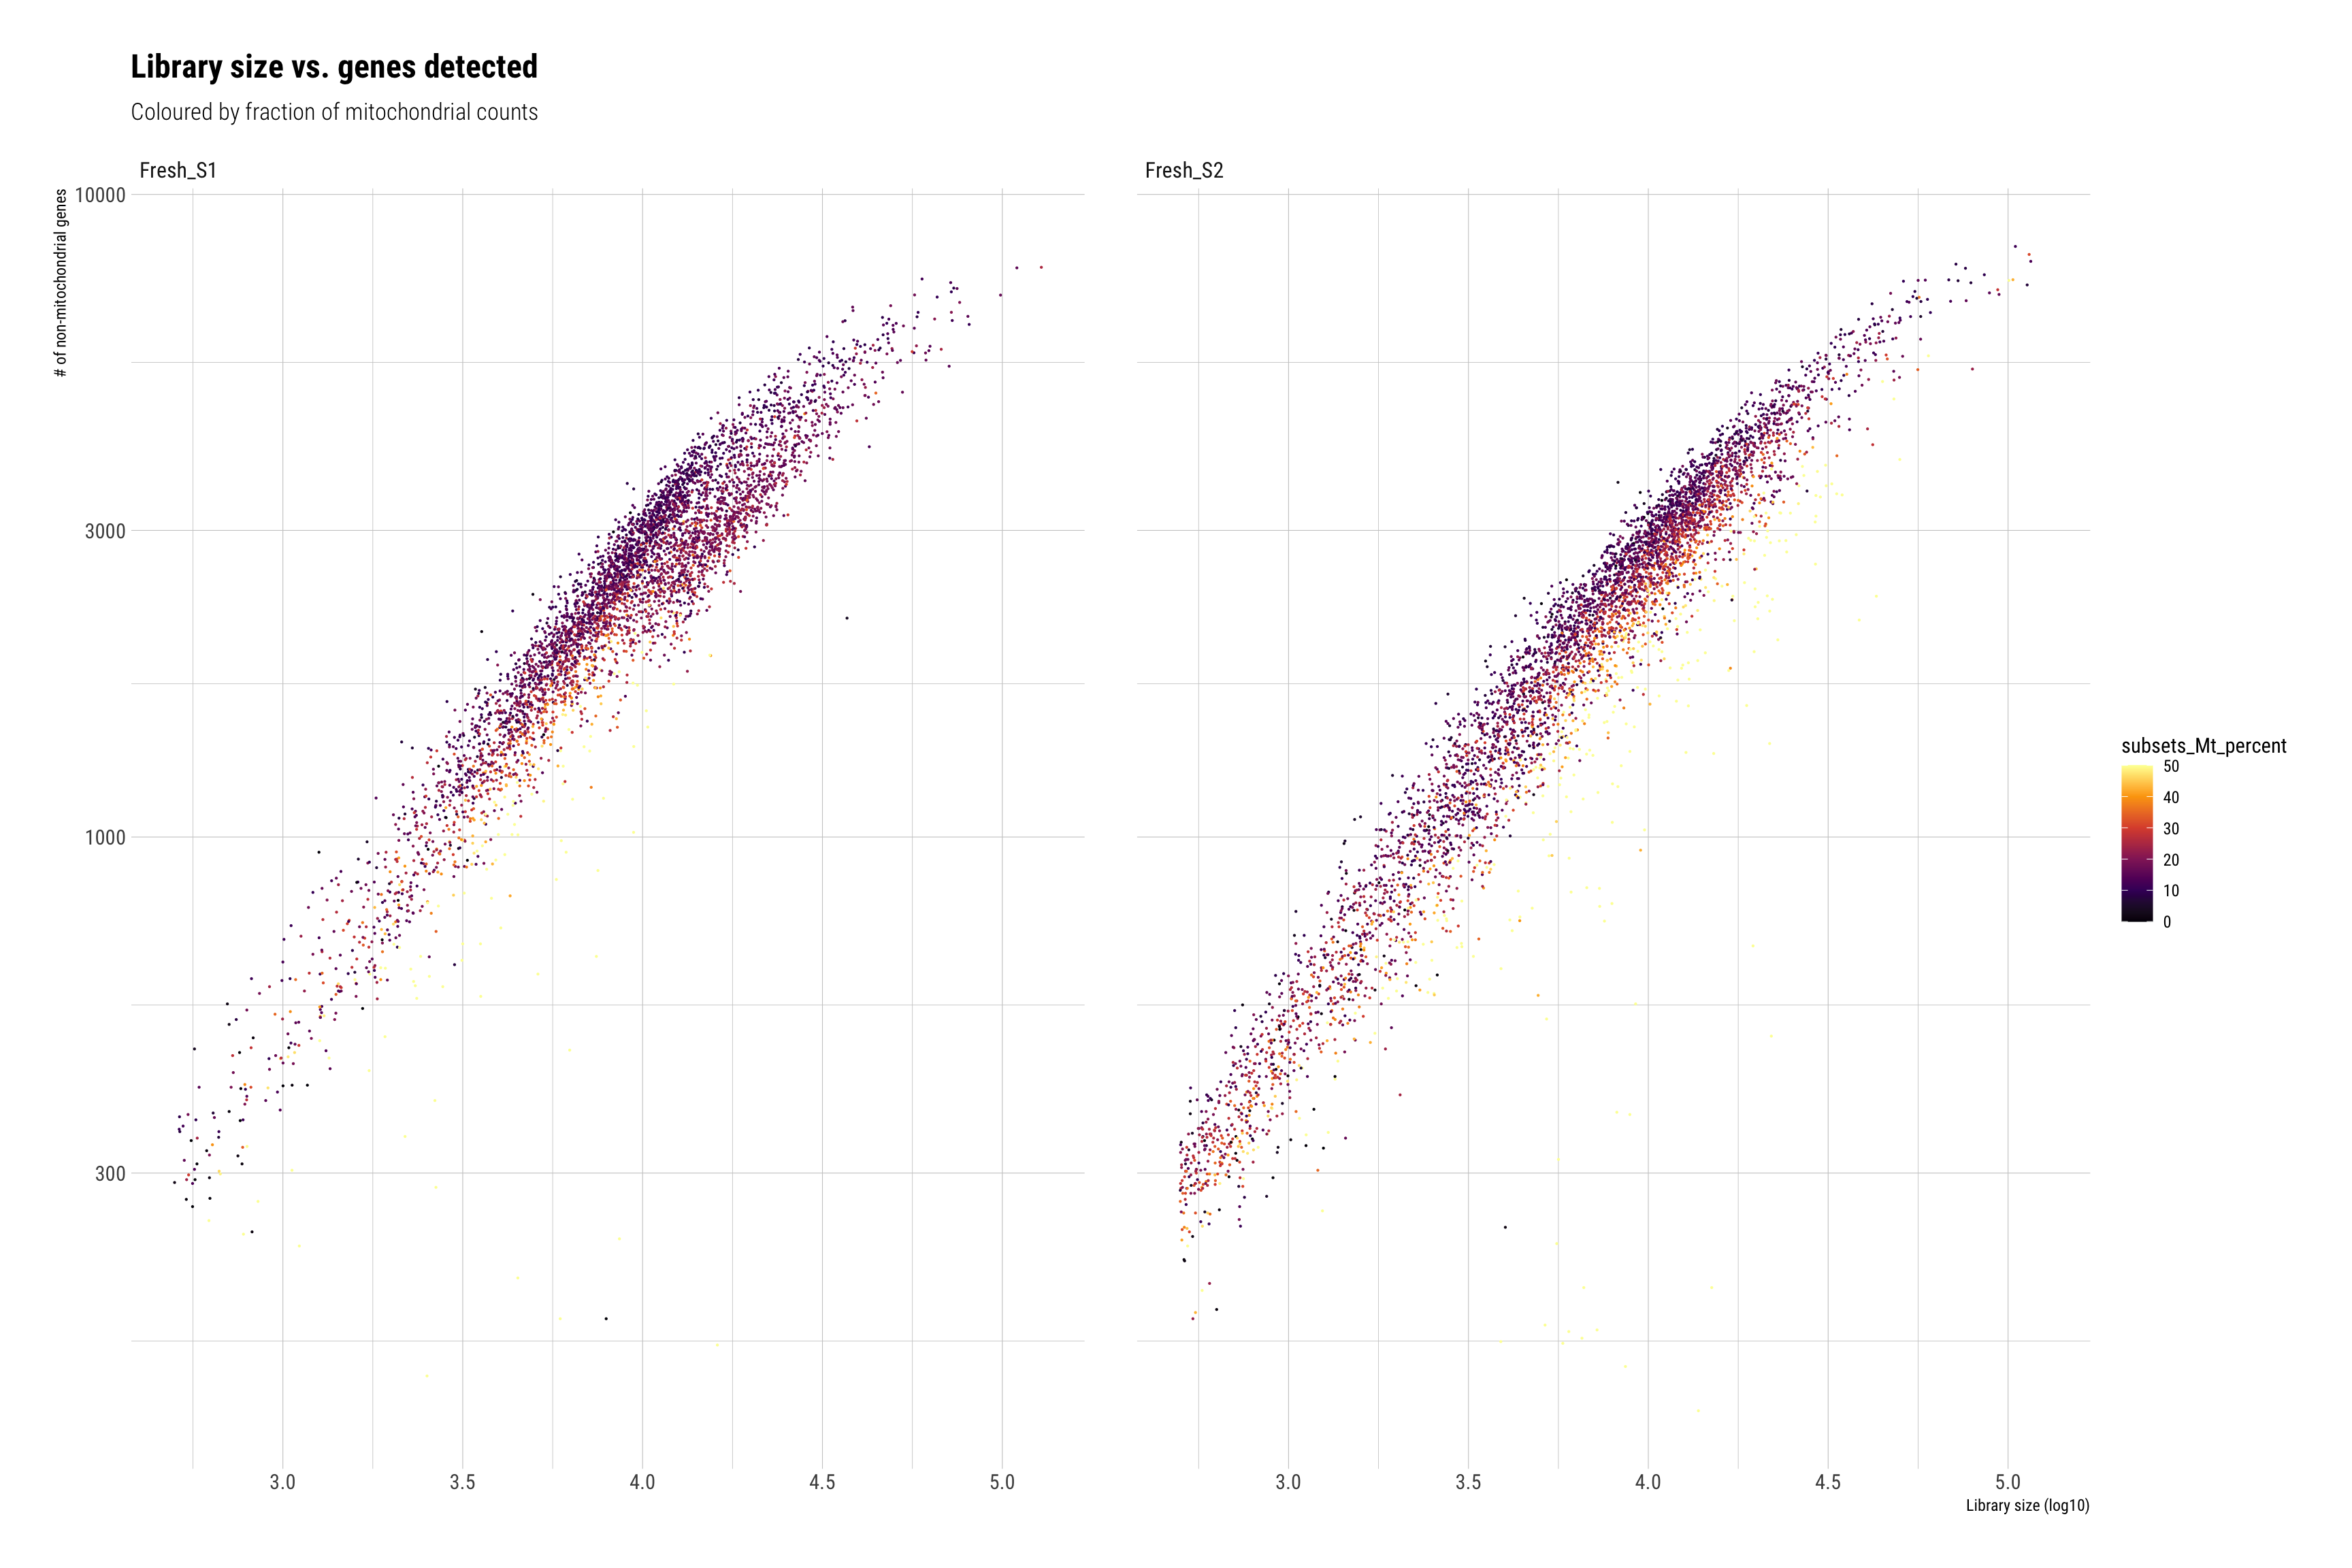 Library size vs. genes detected
Coloured by fraction of mitochondrial counts
Fresh_S1
Fresh_S2
# of non-mitochondrial genes
10000
3000
1000
300
3.0
3.5
4.0
4.5
5.0
3.0
3.5
4.0
4.5
5.0
Library size (log10)
subsets_Mt_percent
50
40
30
20
10
0